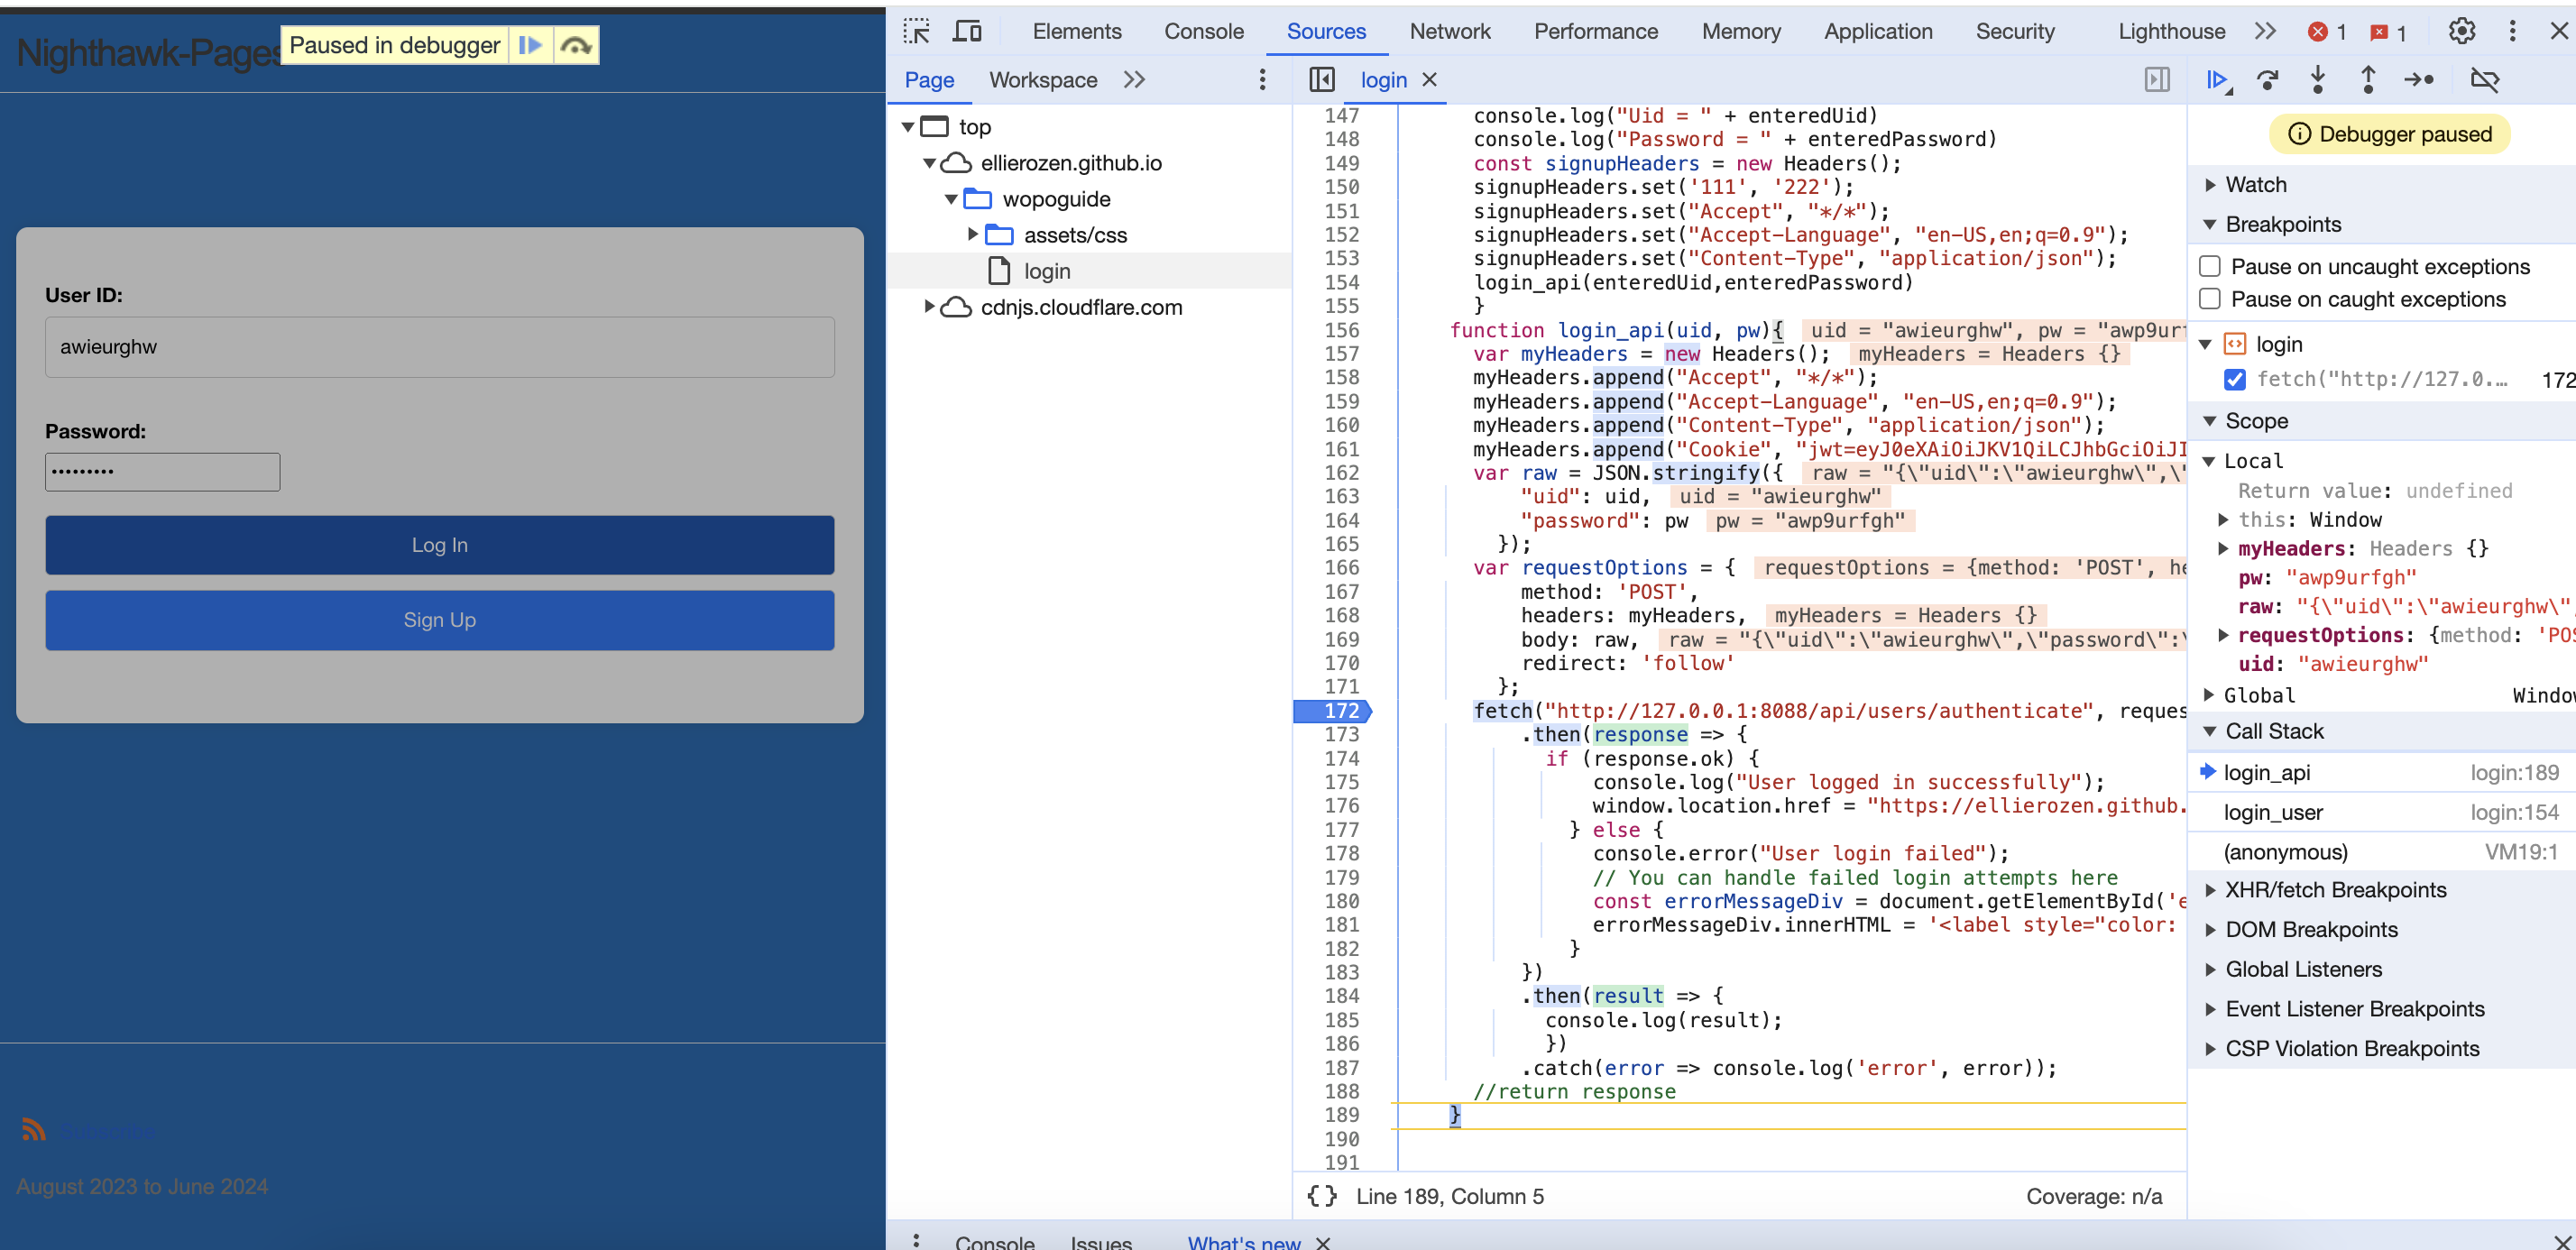 Nighthawk-Pages
Paused in debugger
User ID:
awieurghw
Password:
•••••••••
Log In
Sign Up
August 2023 to June 2024
Elements Console Sources Network Performance Memory Application Security Lighthouse 1 1
Page Workspace
login
top
ellierozen.github.io
wopoguide
assets/css
login
cdnjs.cloudflare.com
147 console.log("Uid = " + enteredUid)
148 console.log("Password = " + enteredPassword)
149 const signupHeaders = new Headers();
150 signupHeaders.set('111', '222');
151 signupHeaders.set("Accept", "*/*");
152 signupHeaders.set("Accept-Language", "en-US,en;q=0.9");
153 signupHeaders.set("Content-Type", "application/json");
154 login_api(enteredUid,enteredPassword)
155 }
156 function login_api(uid, pw){ uid = "awieurghw", pw = "awp9urf
157 var myHeaders = new Headers(); myHeaders = Headers {}
158 myHeaders.append("Accept", "*/*");
159 myHeaders.append("Accept-Language", "en-US,en;q=0.9");
160 myHeaders.append("Content-Type", "application/json");
161 myHeaders.append("Cookie", "jwt=eyJ0eXAiOiJKV1QiLCJhbGciOiJI
162 var raw = JSON.stringify({ raw = "{\"uid\":\"awieurghw\",\"
163 "uid": uid, uid = "awieurghw"
164 "password": pw pw = "awp9urfgh"
165 });
166 var requestOptions = { requestOptions = {method: 'POST', he
167 method: 'POST',
168 headers: myHeaders, myHeaders = Headers {}
169 body: raw, raw = "{\"uid\":\"awieurghw\",\"password\":\
170 redirect: 'follow'
171 };
172 fetch("http://127.0.0.1:8088/api/users/authenticate", reques
173 .then(response => {
174 if (response.ok) {
175 console.log("User logged in successfully");
176 window.location.href = "https://ellierozen.github.
177 } else {
178 console.error("User login failed");
179 // You can handle failed login attempts here
180 const errorMessageDiv = document.getElementById('e
181 errorMessageDiv.innerHTML = '<label style="color:
182 }
183 })
184 .then(result => {
185 console.log(result);
186 })
187 .catch(error => console.log('error', error));
188 //return response
189 }
190
191
{} Line 189, Column 5 Coverage: n/a
Debugger paused
Watch
Breakpoints
Pause on uncaught exceptions
Pause on caught exceptions
login
fetch("http://127.0.… 172
Scope
Local
Return value: undefined
this: Window
myHeaders: Headers {}
pw: "awp9urfgh"
raw: "{\"uid\":\"awieurghw\",
requestOptions: {method: 'POS
uid: "awieurghw"
Global Window
Call Stack
login_api login:189
login_user login:154
(anonymous) VM19:1
XHR/fetch Breakpoints
DOM Breakpoints
Global Listeners
Event Listener Breakpoints
CSP Violation Breakpoints
Console Issues What's new